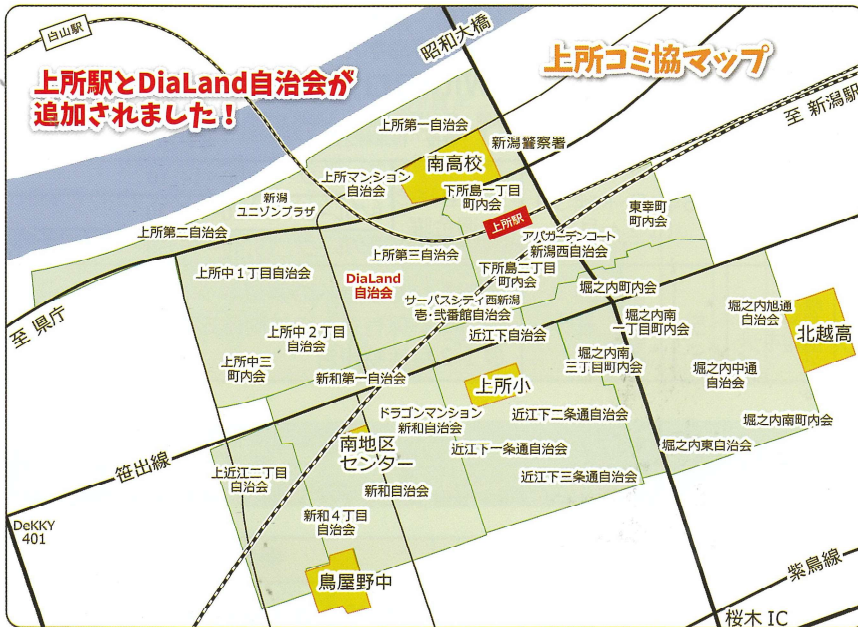 白山駅
昭和大橋
上所コミ協マップ
上所駅とDiaLand自治会が
追加されました！
至 新潟駅
上所第一自治会
新潟警察署
南高校
上所マンション
自治会
下所島一丁目
町内会
新潟
ユニゾンプラザ
東幸町
町内会
上所駅
上所第二自治会
アパガーデンコート
新潟西自治会
上所第三自治会
下所島二丁目
町内会
上所中１丁目自治会
DiaLand
自治会
堀之内町内会
サーパスシティ西新潟
壱・弐番館自治会
堀之内旭通
自治会
堀之内南
一丁目町内会
至 県庁
上所中２丁目
自治会
近江下自治会
北越高
上所中三
町内会
堀之内南
三丁目町内会
堀之内中通
自治会
新和第一自治会
上所小
ドラゴンマンション
新和自治会
近江下二条通自治会
堀之内南町内会
南地区
センター
近江下一条通自治会
堀之内東自治会
笹出線
上近江二丁目
自治会
近江下三条通自治会
新和自治会
新和４丁目
自治会
DeKKY
401
鳥屋野中
紫鳥線
桜木 IC